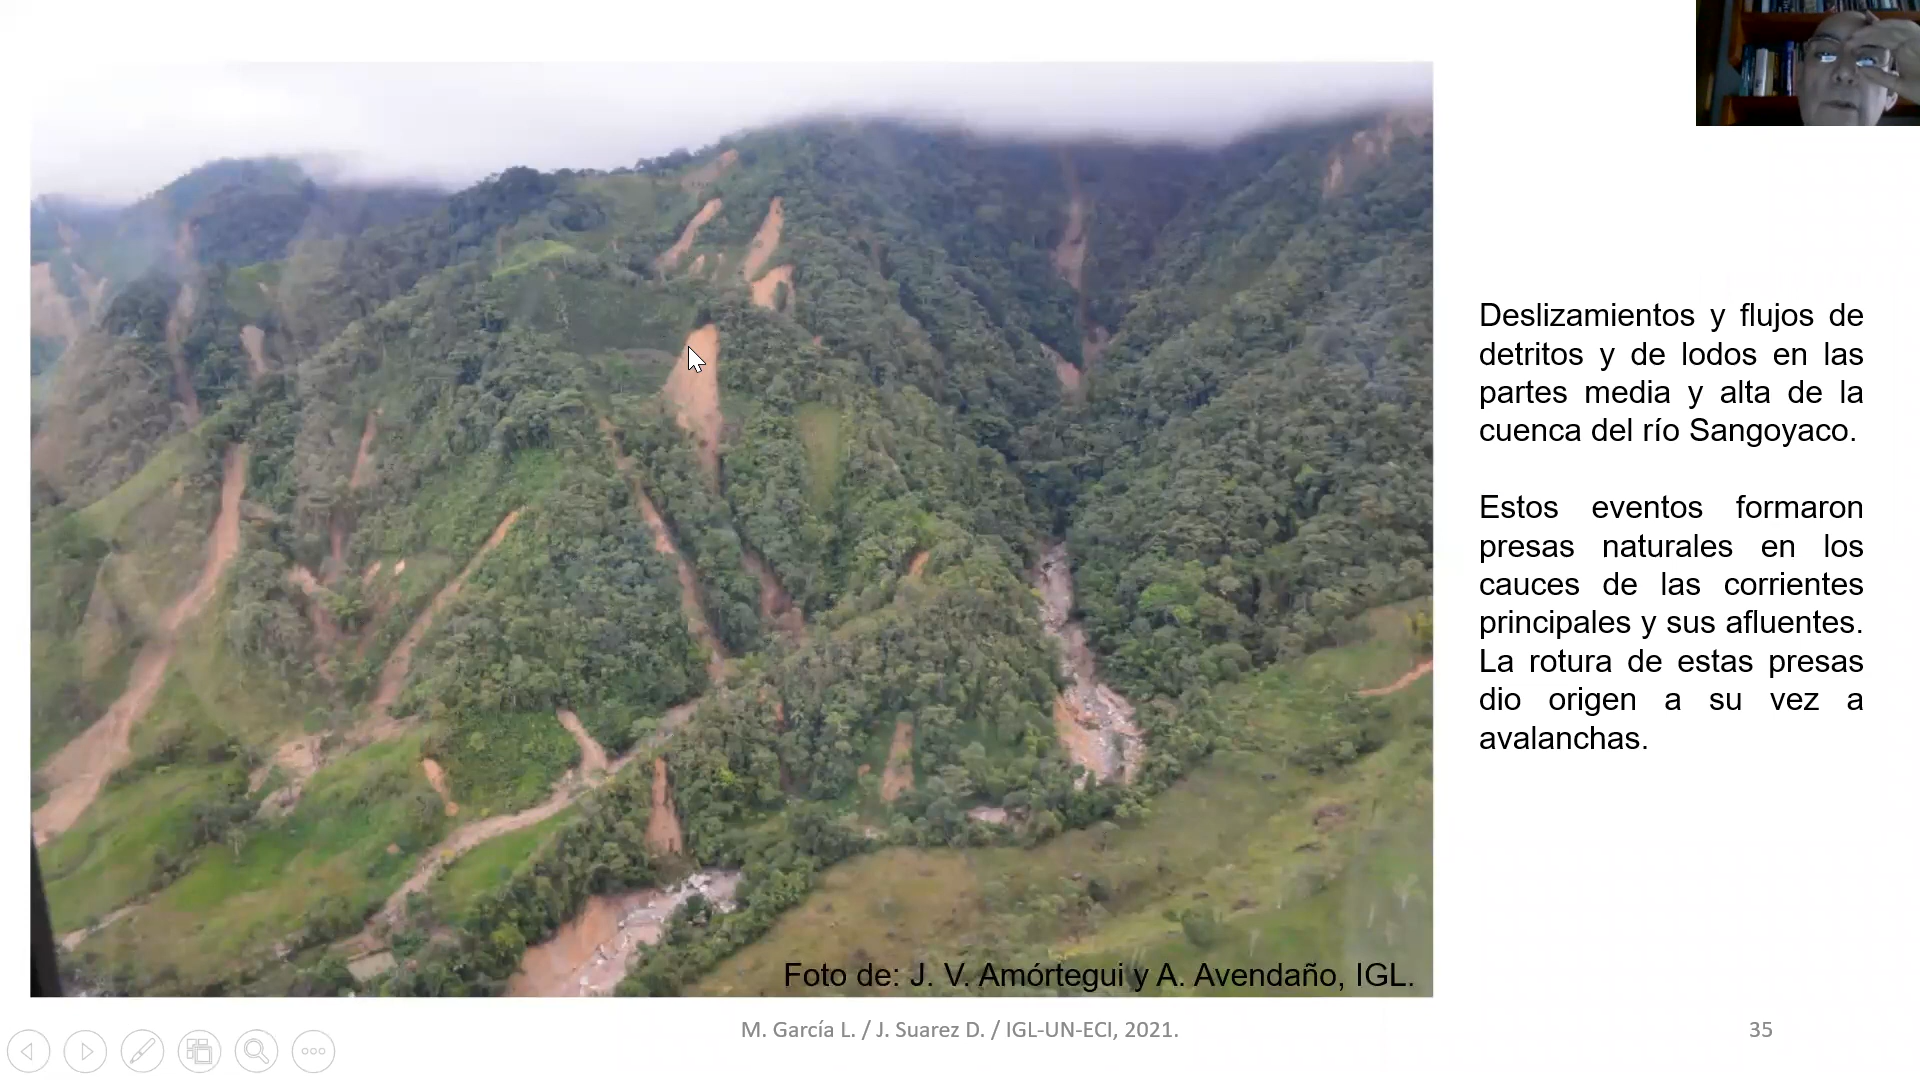 Deslizamientos y flujos de
detritos y de lodos en las
partes media y alta de la
cuenca del río Sangoyaco.
Estos eventos formaron
presas naturales en los
cauces de las corrientes
principales y sus afluentes.
La rotura de estas presas
dio origen a su vez a
avalanchas.
Foto de: J. V. Amórtegui y A. Avendaño, IGL.
M. García L. / J. Suarez D. / IGL-UN-ECI, 2021.
35